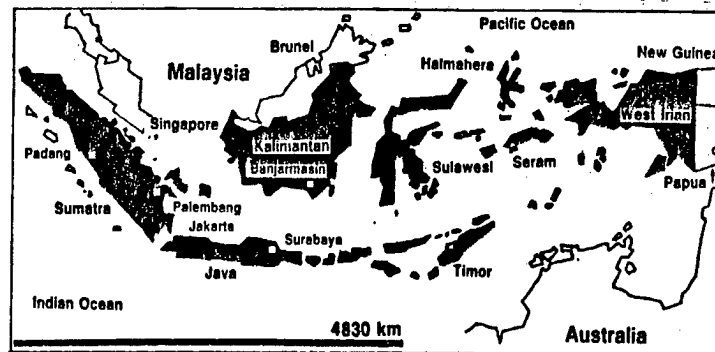 Pacific Ocean
Brunei
New Guinea
Malaysia
Halmahera
Singapore
West Irian
Kalimantan
Padang
Banjarmasin
Sulawesi
Seram
Papua
Sumatra
Palembang
Jakarta
Surabaya
Java
Timor
Indian Ocean
4830 km
Australia